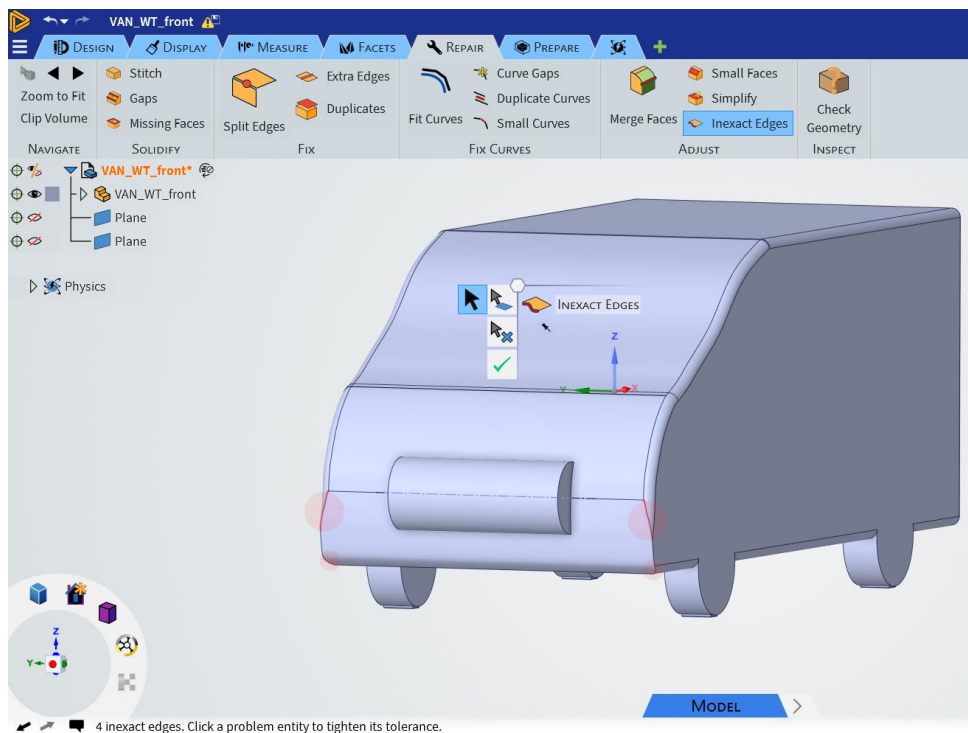 VAN_WT_front
DESIGN DISPLAY MEASURE FACETS REPAIR PREPARE
Zoom to Fit
Clip Volume
NAVIGATE
Stitch
Gaps
Missing Faces
SOLIDIFY
Split Edges
Extra Edges
Duplicates
FIX
Fit Curves
Curve Gaps
Duplicate Curves
Small Curves
FIX CURVES
Merge Faces
Small Faces
Simplify
Inexact Edges
ADJUST
Check
Geometry
INSPECT
VAN_WT_front*
VAN_WT_front
Plane
Plane
Physics
INEXACT EDGES
Z
Y X
Z
Y
MODEL
4 inexact edges. Click a problem entity to tighten its tolerance.